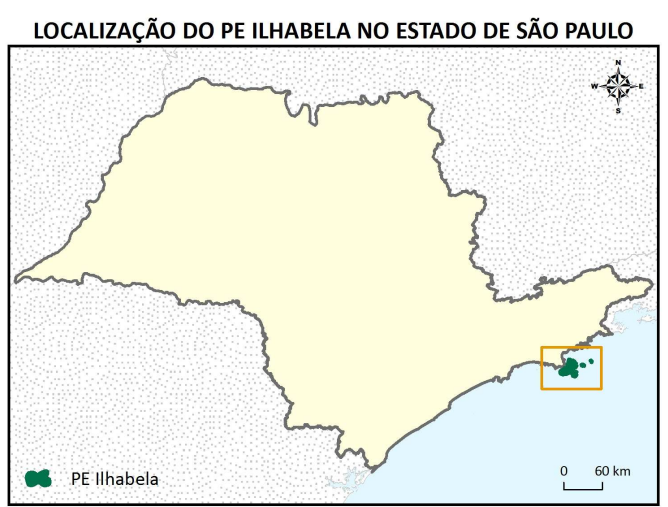 LOCALIZAÇÃO DO PE ILHABELA NO ESTADO DE SÃO PAULO
N
W E
S
PE Ilhabela
0 60 km